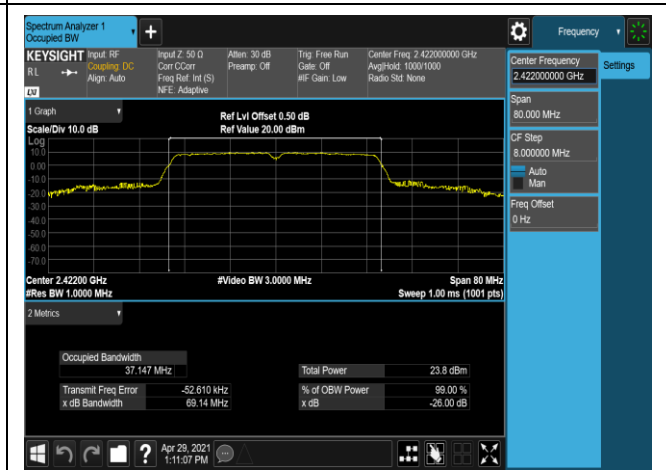 Spectrum Analyzer 1
Occupied BW
Frequency
KEYSIGHT
R L
LXI
Input: RF
Coupling: DC
Align: Auto
Input Z: 50 Ω
Corr CCorr
Freq Ref: Int (S)
NFE: Adaptive
Atten: 30 dB
Preamp: Off
Trig: Free Run
Gate: Off
#IF Gain: Low
Center Freq: 2.422000000 GHz
Avg|Hold: 1000/1000
Radio Std: None
Center Frequency
2.422000000 GHz
Settings
Span
80.000 MHz
CF Step
8.000000 MHz
Auto
Man
Freq Offset
0 Hz
1 Graph
Scale/Div 10.0 dB
Ref Lvl Offset 0.50 dB
Ref Value 20.00 dBm
Log
10.0
0.00
-10.0
-20.0
-30.0
-40.0
-50.0
-60.0
-70.0
Center 2.42200 GHz
#Video BW 3.0000 MHz
Span 80 MHz
#Res BW 1.0000 MHz
Sweep 1.00 ms (1001 pts)
2 Metrics
Occupied Bandwidth
37.147 MHz
Total Power 23.8 dBm
Transmit Freq Error -52.610 kHz
% of OBW Power 99.00 %
x dB Bandwidth 69.14 MHz
x dB -26.00 dB
?
Apr 29, 2021
1:11:07 PM